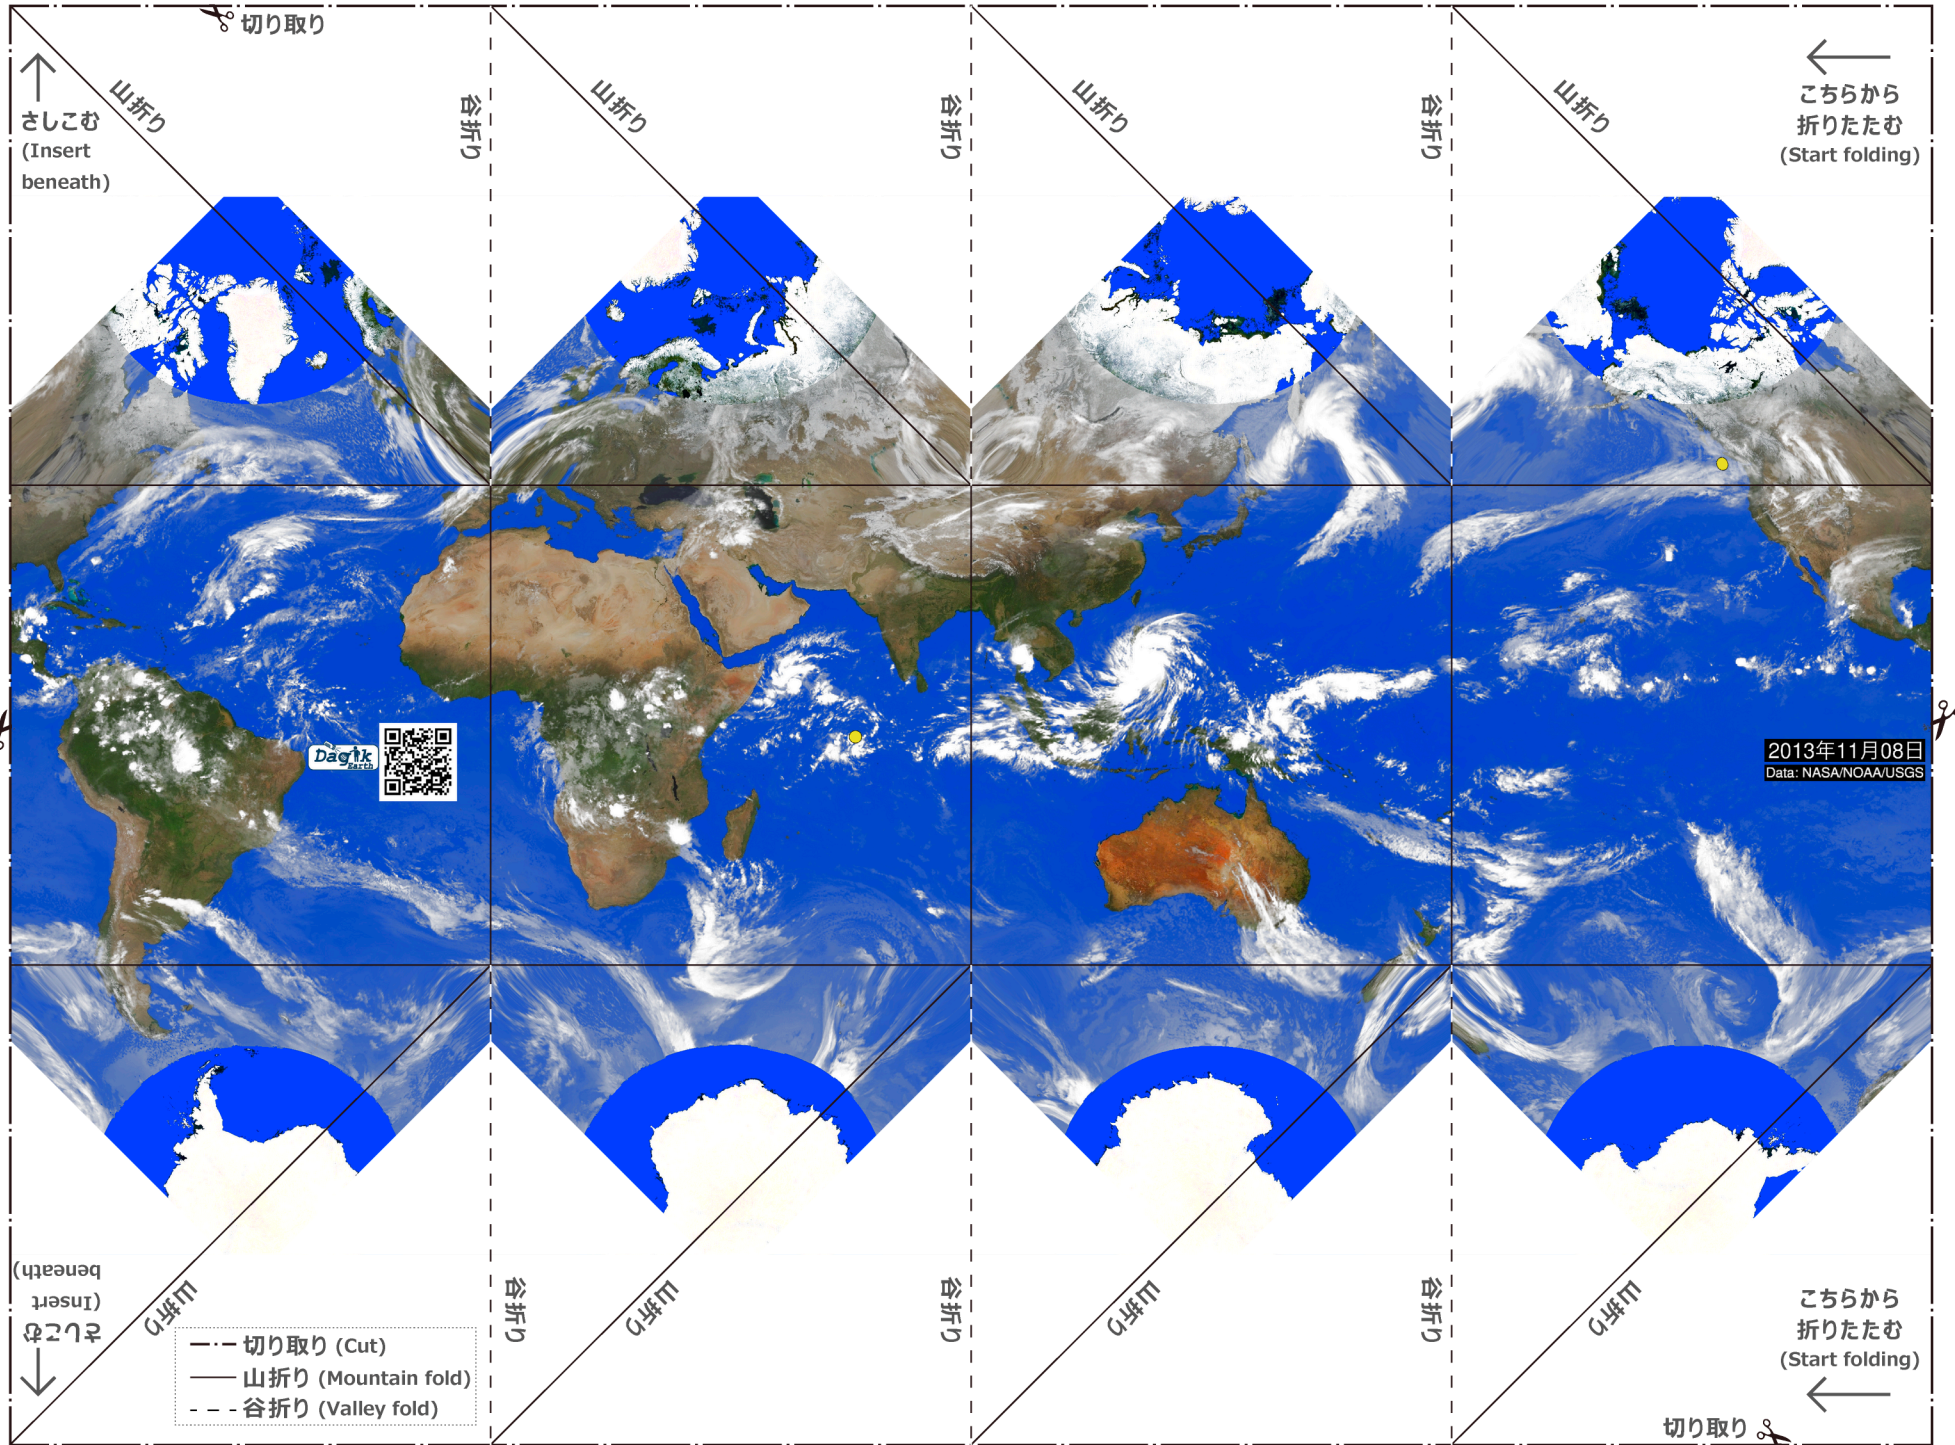 切り取り
さしこむ
(Insert
beneath)
山折り
谷折り
山折り
谷折り
山折り
谷折り
山折り
こちらから
折りたたむ
(Start folding)
Dagik
Earth
2013年11月08日
Data: NASA/NOAA/USGS
さしこむ
(Insert
beneath)
山折り
谷折り
山折り
谷折り
山折り
谷折り
山折り
こちらから
折りたたむ
(Start folding)
切り取り (Cut)
山折り (Mountain fold)
谷折り (Valley fold)
切り取り